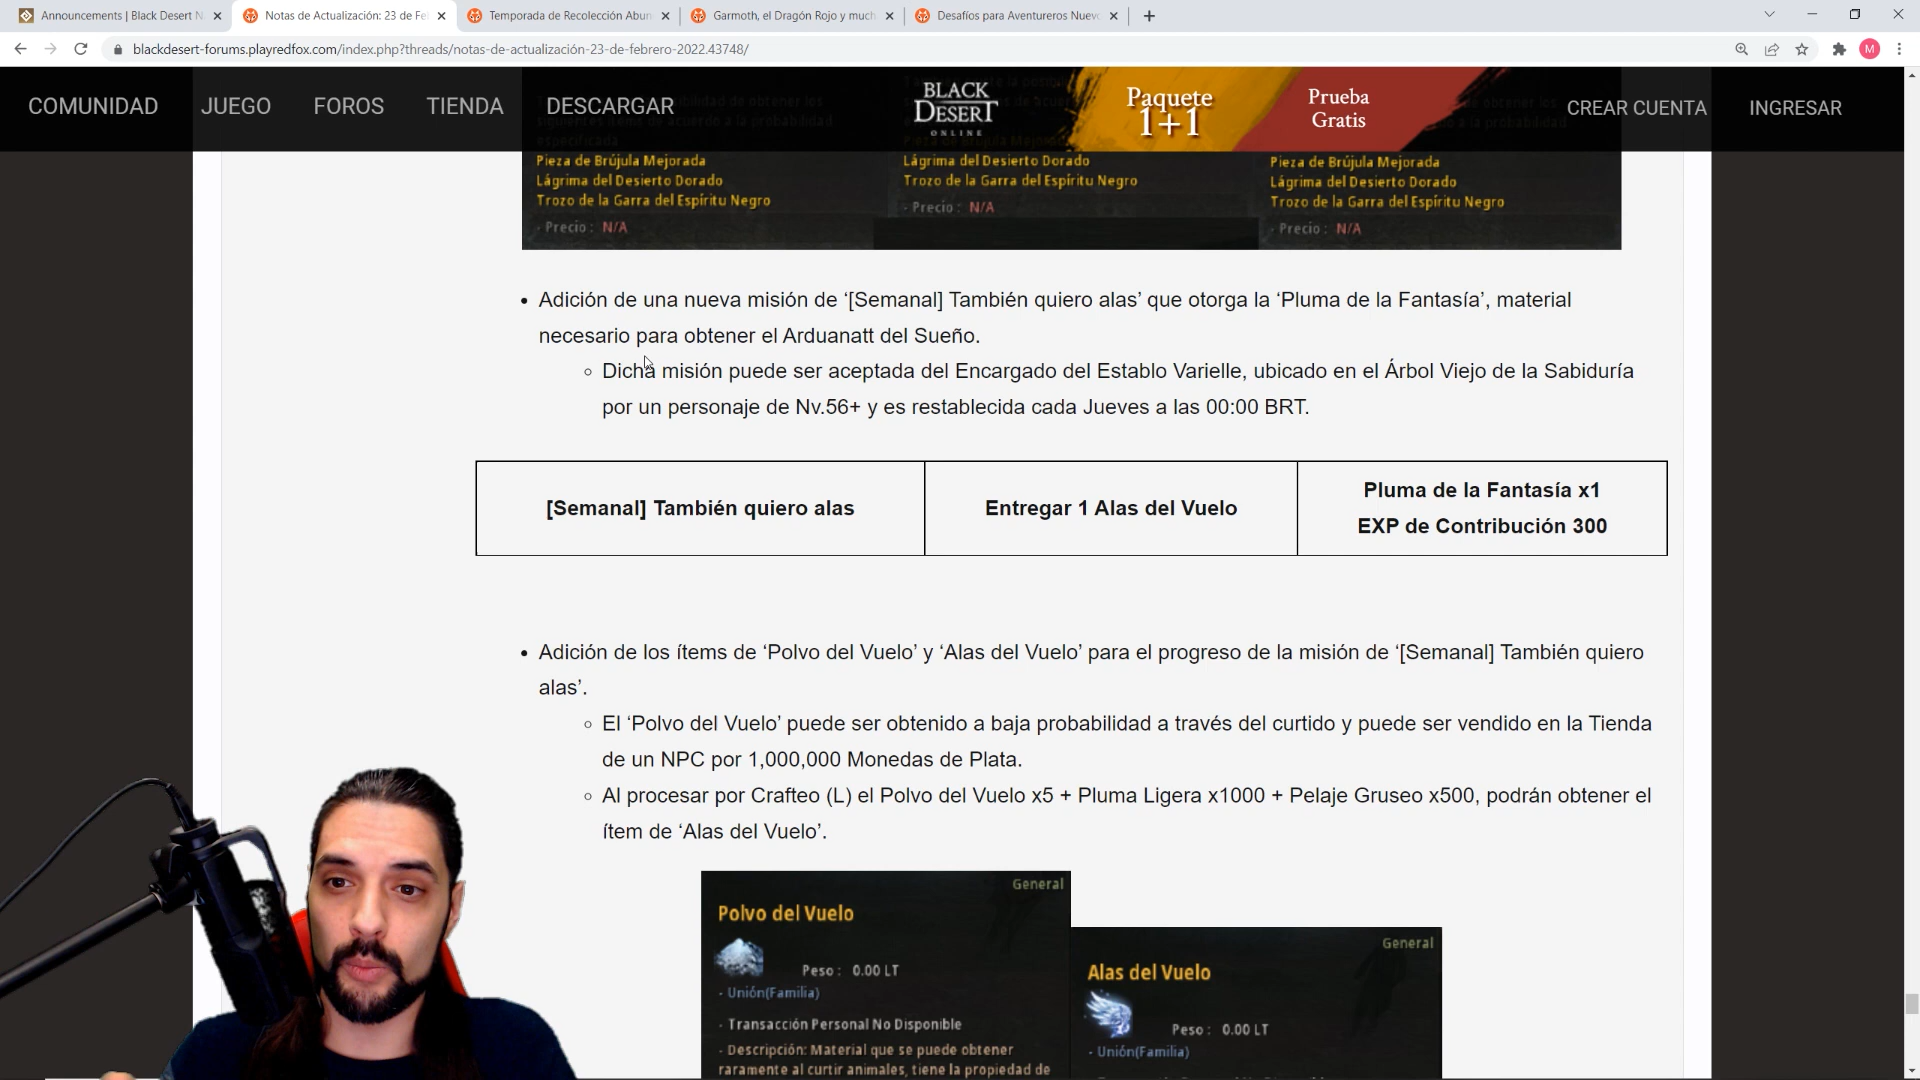 Announcements | Black Desert N
Notas de Actualización: 23 de Fe
Temporada de Recolección Abun
Garmoth, el Dragón Rojo y much
Desafíos para Aventureros Nuevo
blackdesert-forums.playredfox.com/index.php?threads/notas-de-actualización-23-de-febrero-2022.43748/
M
COMUNIDAD
JUEGO
FOROS
TIENDA
DESCARGAR
BLACK
DESERT
ONLINE
Paquete
1+1
Prueba
Gratis
CREAR CUENTA
INGRESAR
Pieza de Brújula Mejorada
Lágrima del Desierto Dorado
Trozo de la Garra del Espíritu Negro
- Precio : N/A
Lágrima del Desierto Dorado
Trozo de la Garra del Espíritu Negro
- Precio : N/A
Pieza de Brújula Mejorada
Lágrima del Desierto Dorado
Trozo de la Garra del Espíritu Negro
- Precio : N/A
• Adición de una nueva misión de ‘[Semanal] También quiero alas’ que otorga la ‘Pluma de la Fantasía’, material
necesario para obtener el Arduanatt del Sueño.
○ Dicha misión puede ser aceptada del Encargado del Establo Varielle, ubicado en el Árbol Viejo de la Sabiduría
por un personaje de Nv.56+ y es restablecida cada Jueves a las 00:00 BRT.
[Semanal] También quiero alas
Entregar 1 Alas del Vuelo
Pluma de la Fantasía x1
EXP de Contribución 300
• Adición de los ítems de ‘Polvo del Vuelo’ y ‘Alas del Vuelo’ para el progreso de la misión de ‘[Semanal] También quiero
alas’.
○ El ‘Polvo del Vuelo’ puede ser obtenido a baja probabilidad a través del curtido y puede ser vendido en la Tienda
de un NPC por 1,000,000 Monedas de Plata.
○ Al procesar por Crafteo (L) el Polvo del Vuelo x5 + Pluma Ligera x1000 + Pelaje Gruseo x500, podrán obtener el
ítem de ‘Alas del Vuelo’.
General
Polvo del Vuelo
Peso : 0.00 LT
- Unión(Familia)
- Transacción Personal No Disponible
- Descripción: Material que se puede obtener
raramente al curtir animales, tiene la propiedad de
General
Alas del Vuelo
Peso : 0.00 LT
- Unión(Familia)